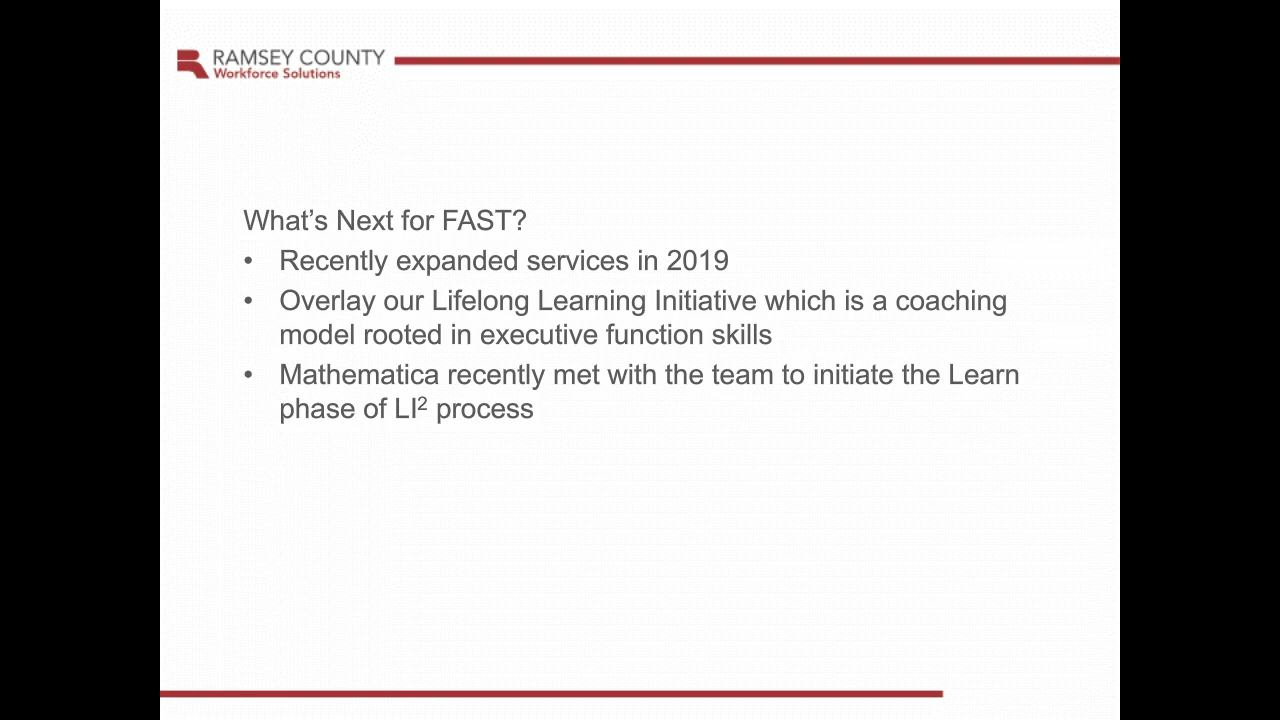 RAMSEY COUNTY
Workforce Solutions
What’s Next for FAST?
• Recently expanded services in 2019
• Overlay our Lifelong Learning Initiative which is a coaching
model rooted in executive function skills
• Mathematica recently met with the team to initiate the Learn
phase of LI² process